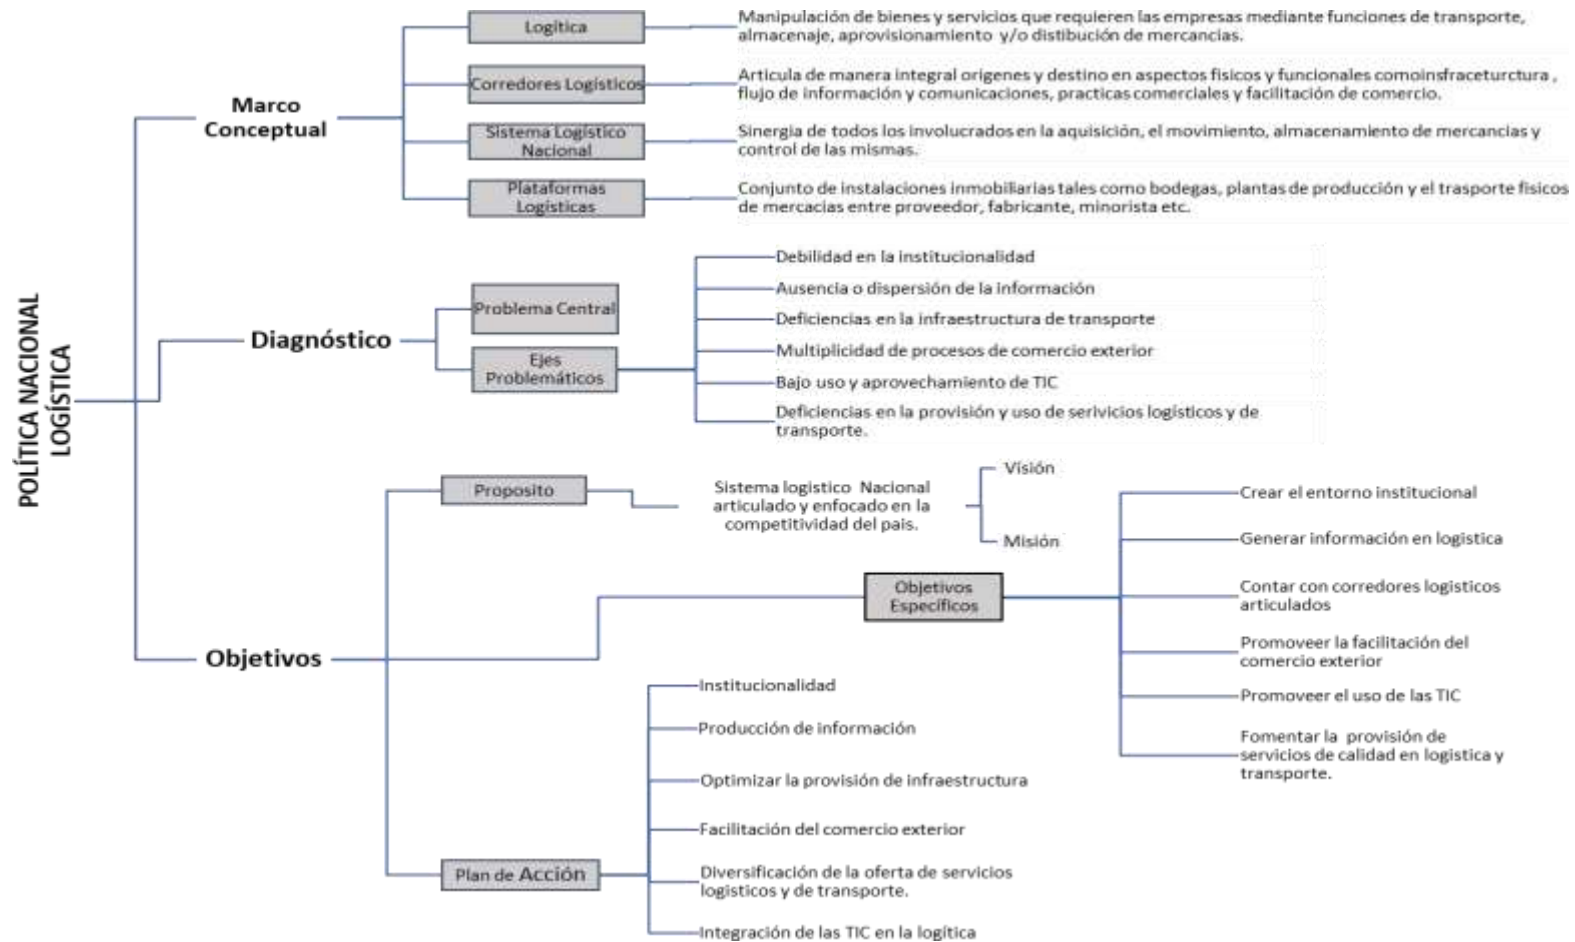 POLÍTICA NACIONAL
LOGÍSTICA
Marco
Conceptual
Logítica
Manipulación de bienes y servicios que requieren las empresas mediante funciones de transporte,
almacenaje, aprovisionamiento y/o distibución de mercancias.
Corredores Logísticos
Articula de manera integral origenes y destino en aspectos fisicos y funcionales comoinsfraceturctura ,
flujo de información y comunicaciones, practicas comerciales y facilitación de comercio.
Sistema Logístico
Nacional
Sinergia de todos los involucrados en la aquisición, el movimiento, almacenamiento de mercancias y
control de las mismas.
Plataformas
Logísticas
Conjunto de instalaciones inmobiliarias tales como bodegas, plantas de producción y el trasporte fisicos
de mercacias entre proveedor, fabricante, minorista etc.
Diagnóstico
Problema Central
Ejes
Problemáticos
Debilidad en la institucionalidad
Ausencia o dispersión de la información
Deficiencias en la infraestructura de transporte
Multiplicidad de procesos de comercio exterior
Bajo uso y aprovechamiento de TIC
Deficiencias en la provisión y uso de serivicios logísticos y de
transporte.
Objetivos
Proposito
Sistema logistico Nacional
articulado y enfocado en la
competitividad del pais.
Visión
Misión
Objetivos
Específicos
Crear el entorno institucional
Generar información en logistica
Contar con corredores logisticos
articulados
Promoveer la facilitación del
comercio exterior
Promoveer el uso de las TIC
Fomentar la provisión de
servicios de calidad en logistica y
transporte.
Plan de Acción
Institucionalidad
Producción de información
Optimizar la provisión de infraestructura
Facilitación del comercio exterior
Diversificación de la oferta de servicios
logisticos y de transporte.
Integración de las TIC en la logítica